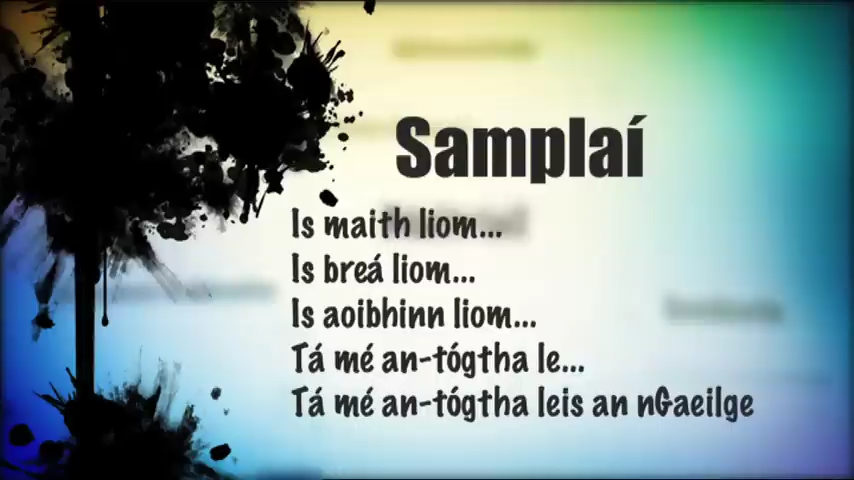 Samplaí
Is maith liom...
Is breá liom...
Is aoibhinn liom...
Tá mé an-tógtha le...
Tá mé an-tógtha leis an nGaeilge